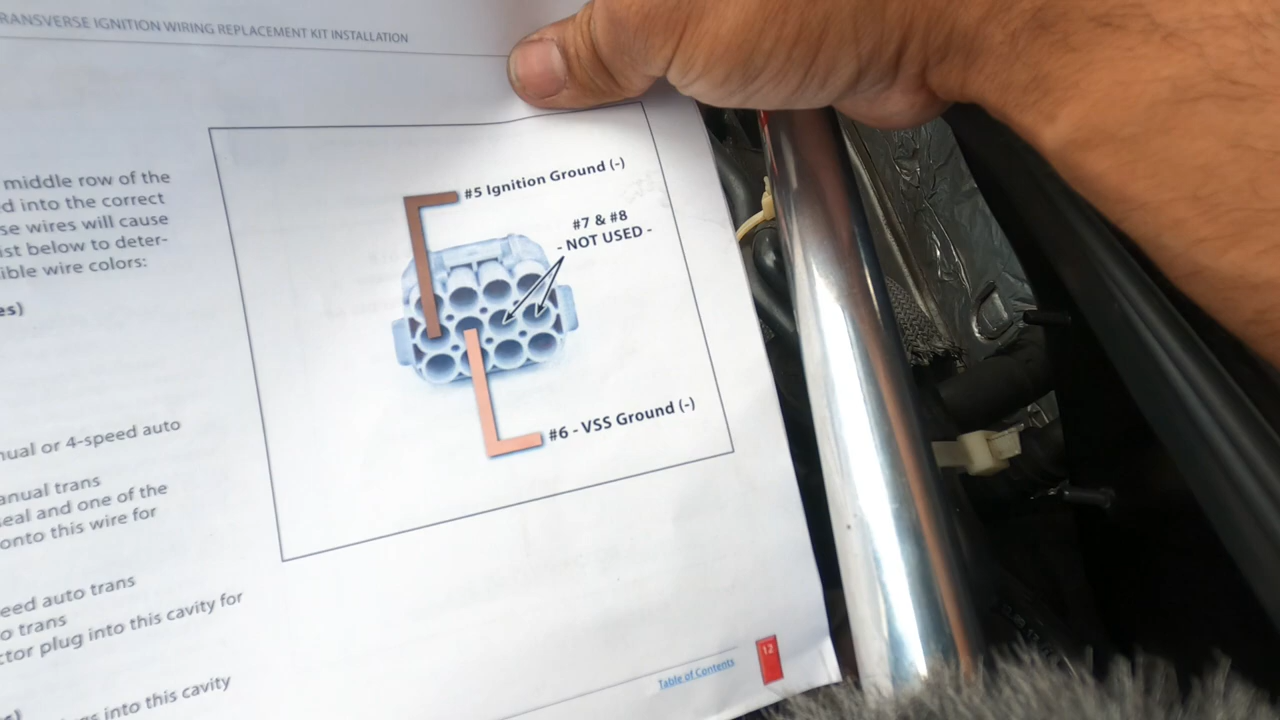 RANSVERSE IGNITION WIRING REPLACEMENT KIT INSTALLATION
middle row of the
d into the correct
se wires will cause
ist below to deter-
ible wire colors:
es)
nual or 4-speed auto
anual trans
seal and one of the
onto this wire for
eed auto trans
o trans
ctor plug into this cavity for
gs into this cavity
#5 Ignition Ground (-)
#7 & #8
- NOT USED -
#6 - VSS Ground (-)
Table of Contents
12